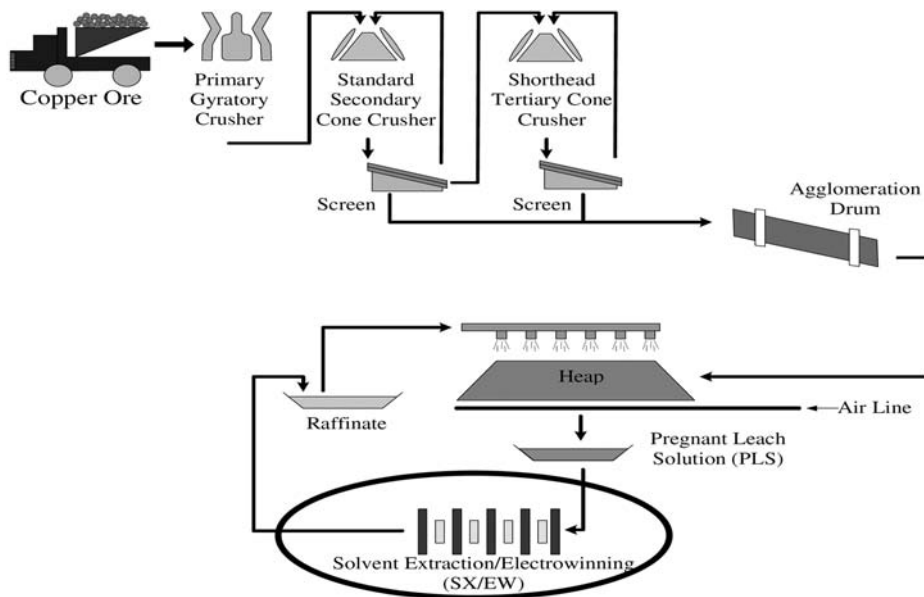 Copper Ore
Primary
Gyratory
Crusher
Standard
Secondary
Cone Crusher
Shorthead
Tertiary Cone
Crusher
Screen
Screen
Agglomeration
Drum
Heap
Air Line
Raffinate
Pregnant Leach
Solution (PLS)
Solvent Extraction/Electrowinning
(SX/EW)